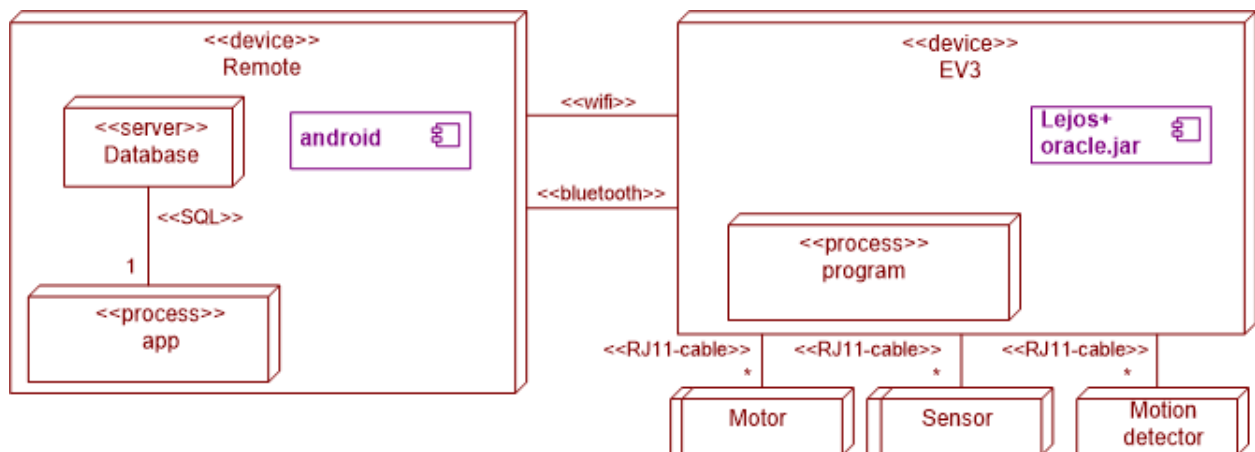 <<device>>
Remote
<<server>>
Database
android
<<SQL>>
1
<<process>>
app
<<wifi>>
<<bluetooth>>
<<device>>
EV3
Lejos+
oracle.jar
<<process>>
program
<<RJ11-cable>>
<<RJ11-cable>>
<<RJ11-cable>>
*
*
*
Motor
Sensor
Motion
detector